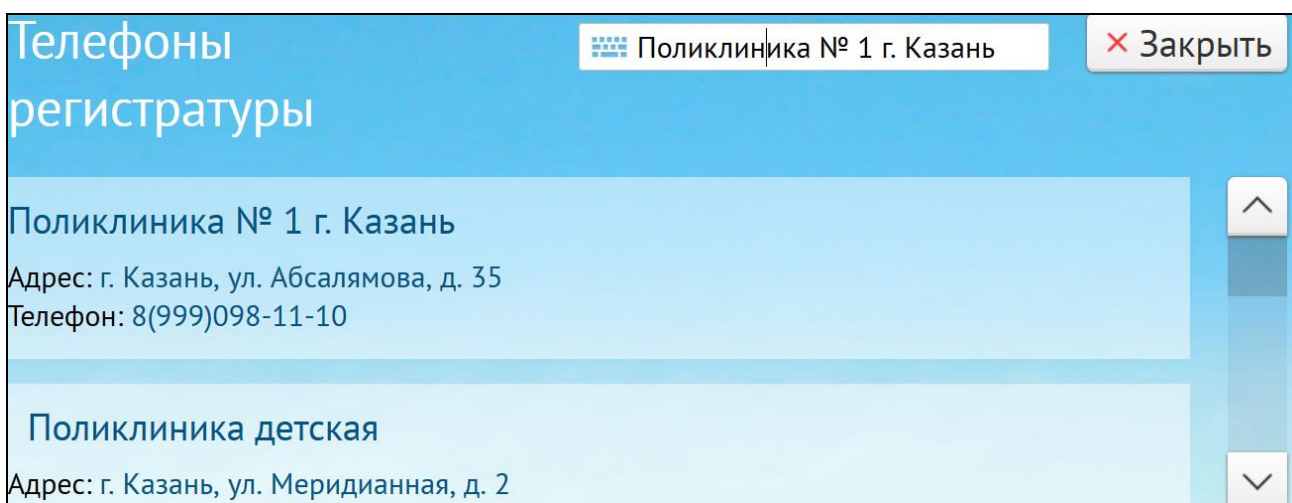 Телефоны
регистратуры
Поликлиника № 1 г. Казань
Закрыть
Поликлиника № 1 г. Казань
Адрес: г. Казань, ул. Абсалямова, д. 35
Телефон: 8(999)098-11-10
Поликлиника детская
Адрес: г. Казань, ул. Меридианная, д. 2